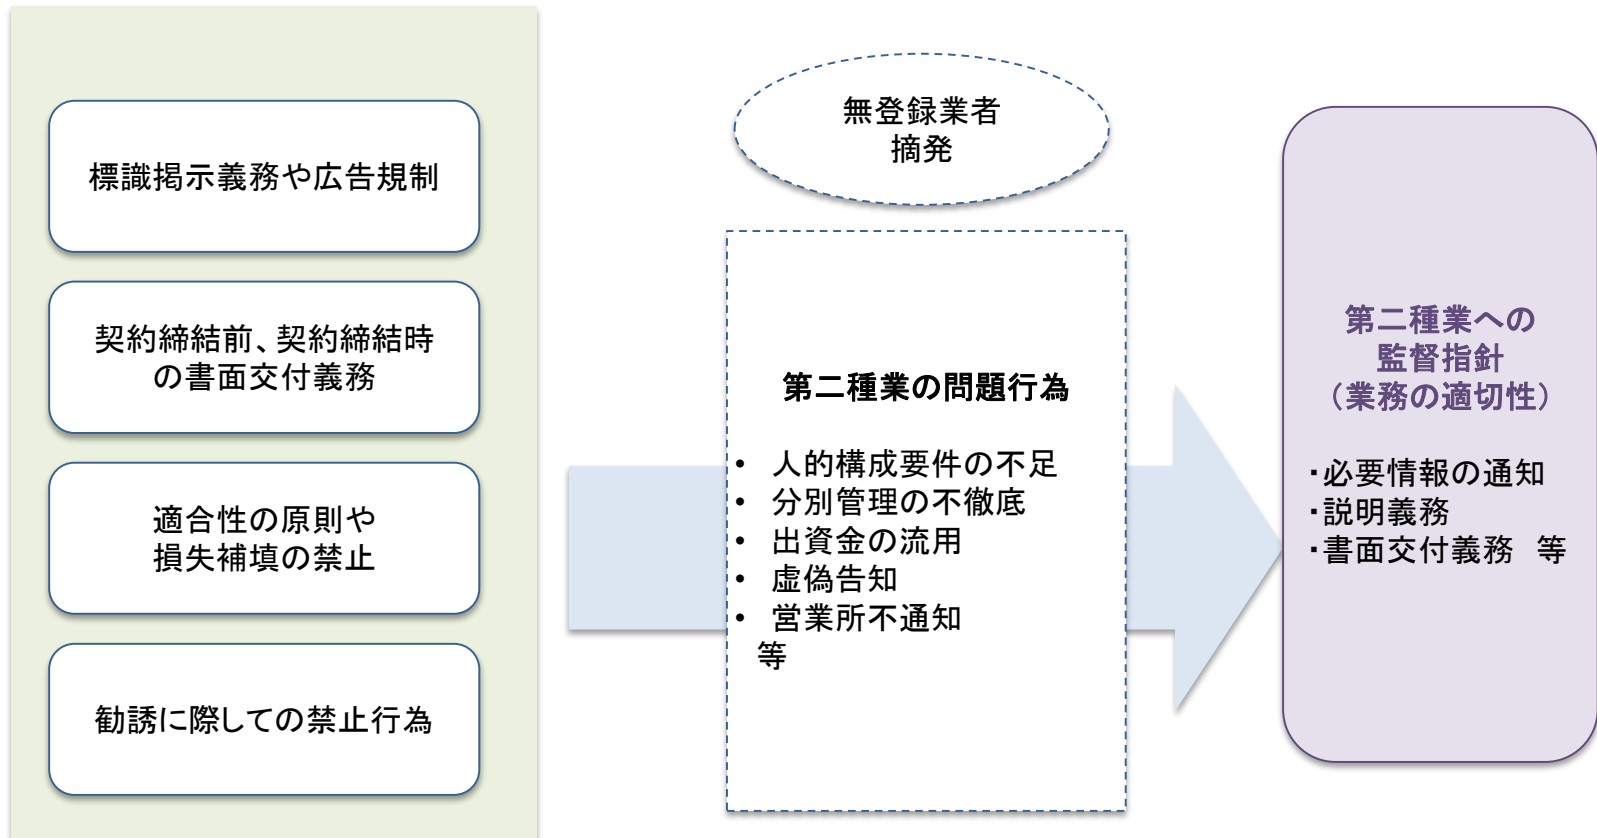 標識掲示義務や広告規制
契約締結前、契約締結時
の書面交付義務
適合性の原則や
損失補填の禁止
勧誘に際しての禁止行為
無登録業者
摘発
第二種業の問題行為
• 人的構成要件の不足
• 分別管理の不徹底
• 出資金の流用
• 虚偽告知
• 営業所不通知
等
第二種業への
監督指針
（業務の適切性）
・必要情報の通知
・説明義務
・書面交付義務　等